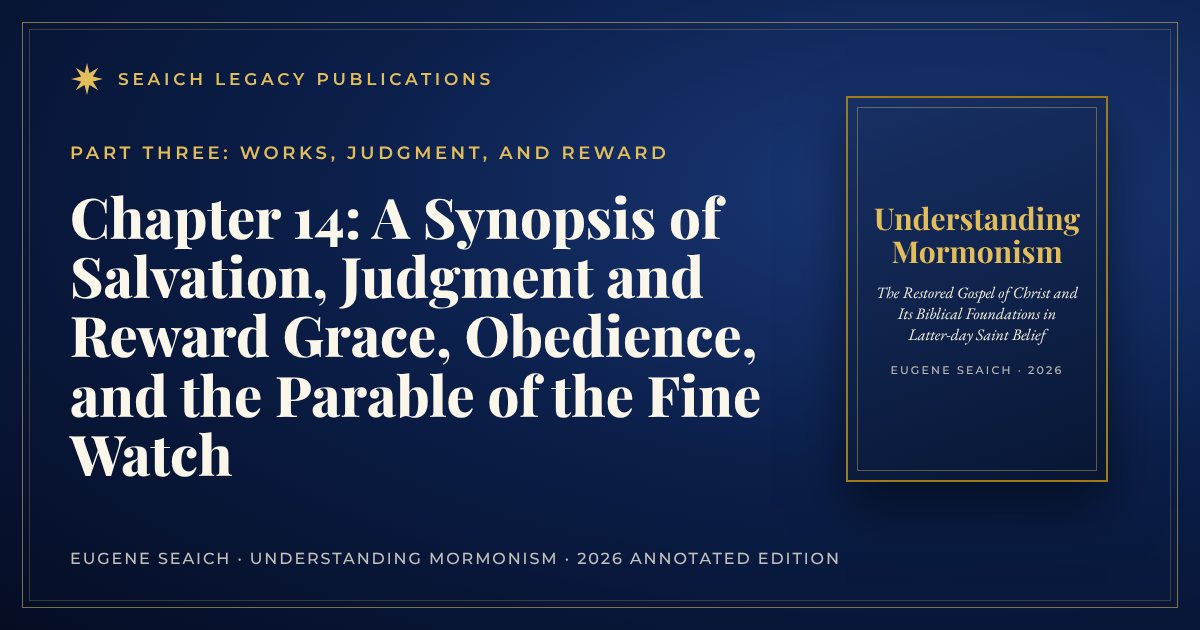 SEAICH LEGACY PUBLICATIONS
PART THREE: WORKS, JUDGMENT, AND REWARD
Chapter 14: A Synopsis of
Salvation, Judgment and
Reward Grace, Obedience,
and the Parable of the Fine
Watch
EUGENE SEAICH · UNDERSTANDING MORMONISM · 2026 ANNOTATED EDITION
Understanding
Mormonism
The Restored Gospel of Christ and
Its Biblical Foundations in
Latter-day Saint Belief
EUGENE SEAICH · 2026